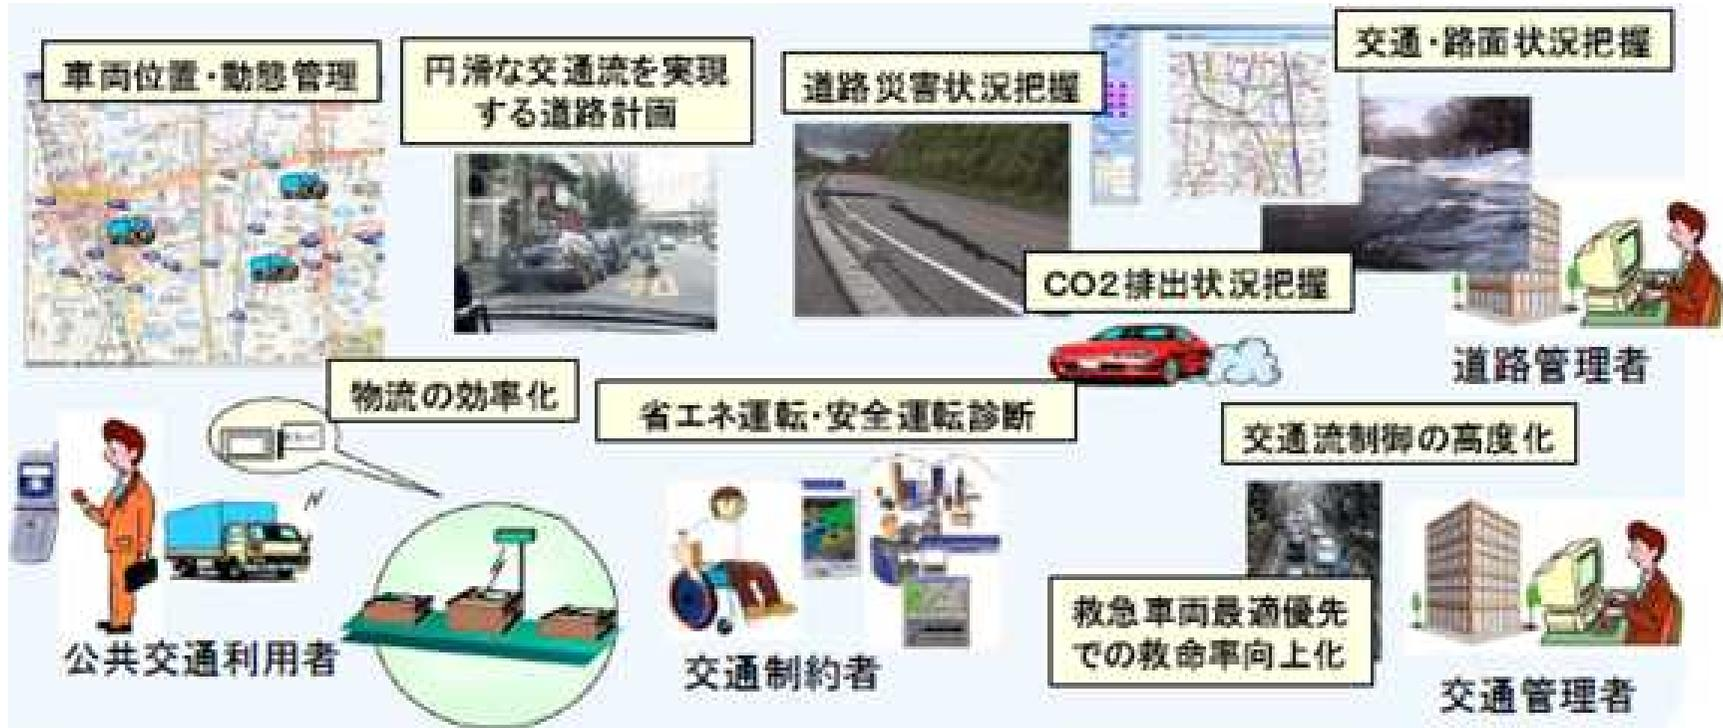 車両位置・動態管理
円滑な交通流を実現
する道路計画
道路災害状況把握
交通・路面状況把握
CO2排出状況把握
道路管理者
物流の効率化
省エネ運転・安全運転診断
交通流制御の高度化
公共交通利用者
交通制約者
救急車両最適優先
での救命率向上化
交通管理者